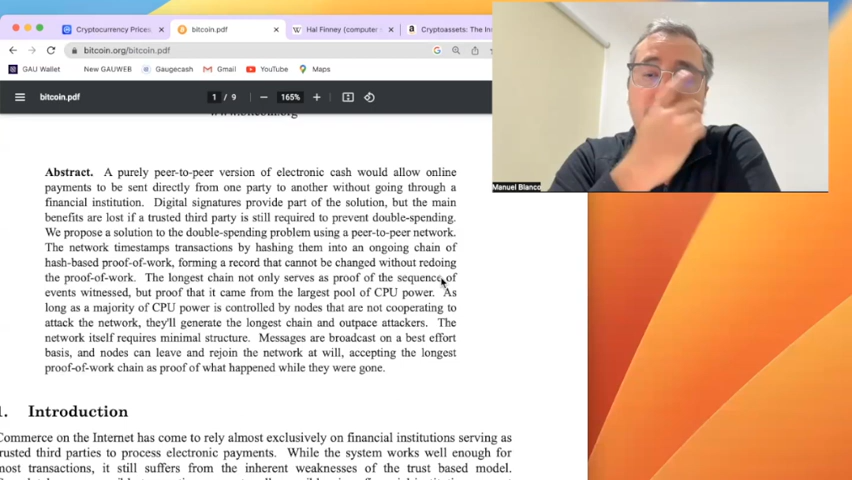 Cryptocurrency Prices,
bitcoin.pdf
Hal Finney (computer s
Cryptoassets: The Ins
bitcoin.org/bitcoin.pdf
GAU Wallet
New GAUWEB
Gaugecash
Gmail
YouTube
Maps
bitcoin.pdf
1 / 9
165%
www.bitcoin.org
Manuel Blanco
Abstract. A purely peer-to-peer version of electronic cash would allow online
payments to be sent directly from one party to another without going through a
financial institution. Digital signatures provide part of the solution, but the main
benefits are lost if a trusted third party is still required to prevent double-spending.
We propose a solution to the double-spending problem using a peer-to-peer network.
The network timestamps transactions by hashing them into an ongoing chain of
hash-based proof-of-work, forming a record that cannot be changed without redoing
the proof-of-work. The longest chain not only serves as proof of the sequence of
events witnessed, but proof that it came from the largest pool of CPU power. As
long as a majority of CPU power is controlled by nodes that are not cooperating to
attack the network, they'll generate the longest chain and outpace attackers. The
network itself requires minimal structure. Messages are broadcast on a best effort
basis, and nodes can leave and rejoin the network at will, accepting the longest
proof-of-work chain as proof of what happened while they were gone.
1. Introduction
Commerce on the Internet has come to rely almost exclusively on financial institutions serving as
trusted third parties to process electronic payments. While the system works well enough for
most transactions, it still suffers from the inherent weaknesses of the trust based model.